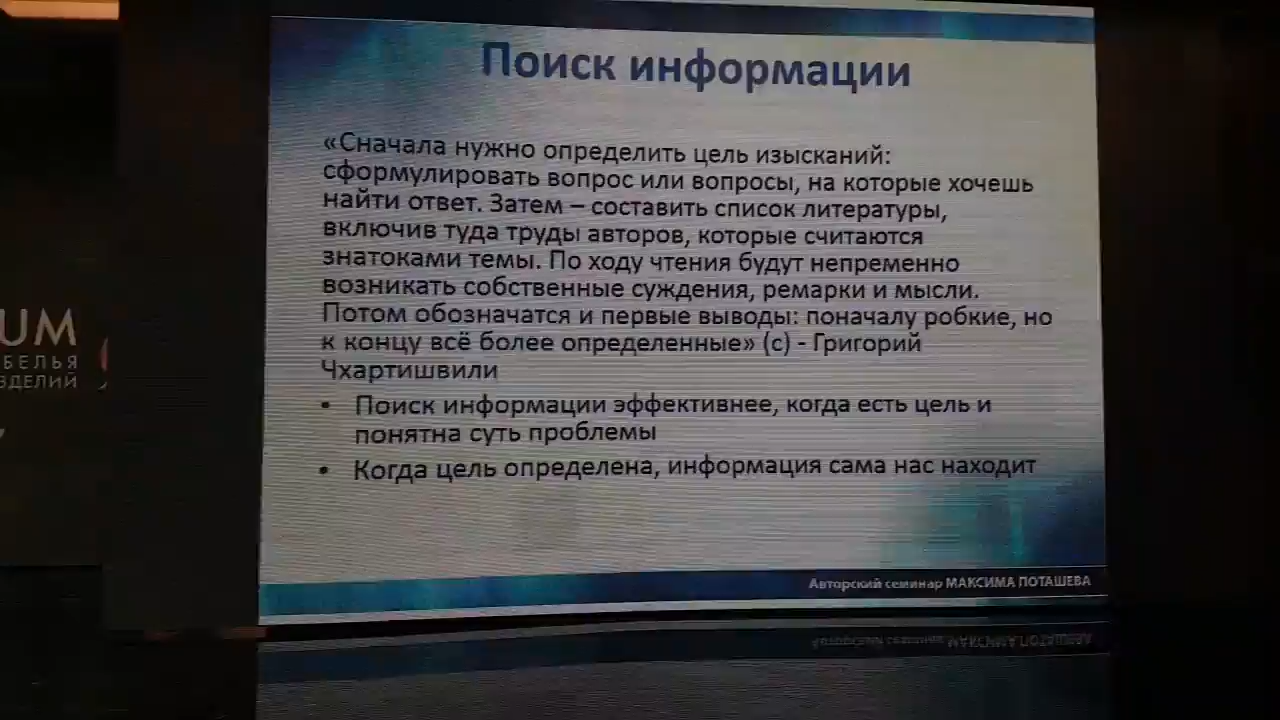 Поиск информации
«Сначала нужно определить цель изысканий:
сформулировать вопрос или вопросы, на которые хочешь
найти ответ. Затем – составить список литературы,
включив туда труды авторов, которые считаются
знатоками темы. По ходу чтения будут непременно
возникать собственные суждения, ремарки и мысли.
Потом обозначатся и первые выводы: поначалу робкие, но
к концу всё более определенные» (с) - Григорий
Чхартишвили
• Поиск информации эффективнее, когда есть цель и
понятна суть проблемы
• Когда цель определена, информация сама нас находит
Авторский семинар МАКСИМА ПОТАШЕВА
UM
БЕЛЬЯ
ЗДЕЛИЙ